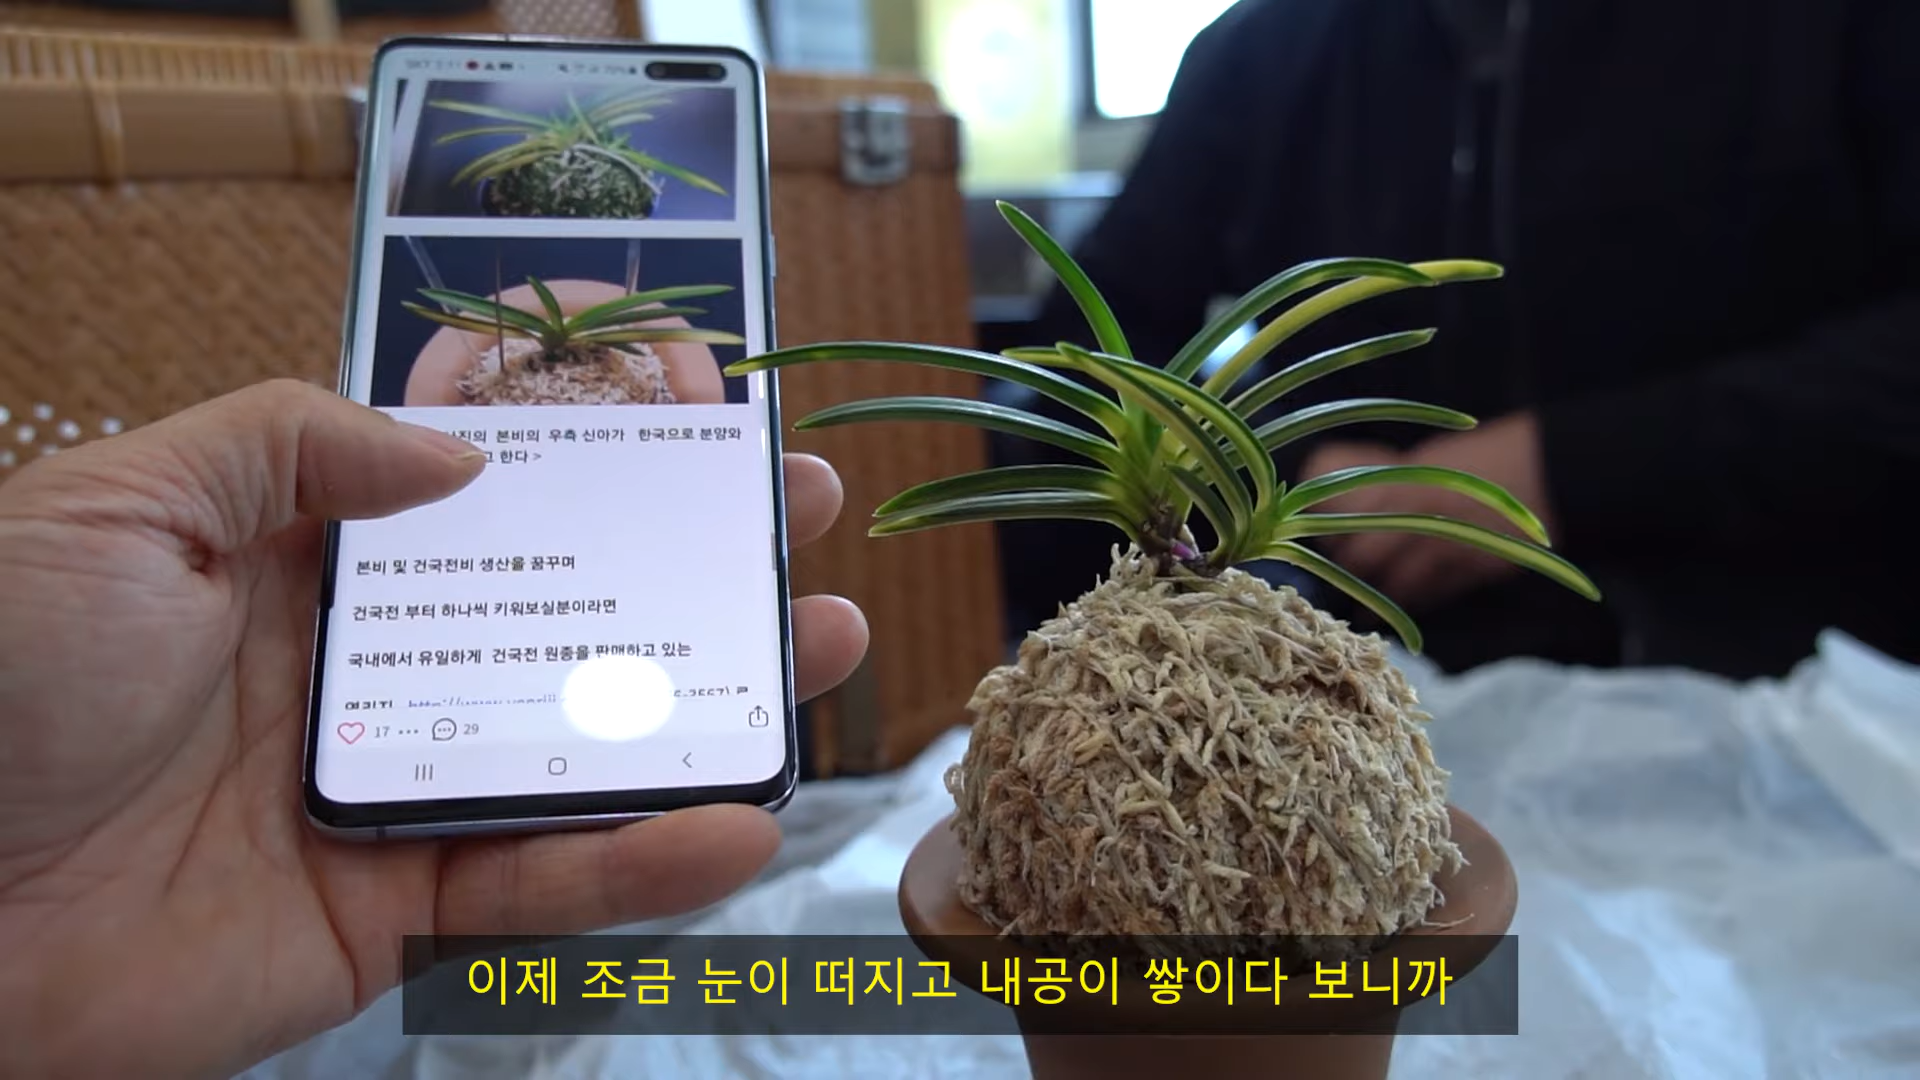 사진의 본비의 우측 신아가 한국으로 분양와
고 한다 >
본비 및 건국전비 생산을 꿈꾸며
건국전 부터 하나씩 키워보실분이라면
국내에서 유일하게 건국전 원종을 판매하고 있는
17 29
이제 조금 눈이 떠지고 내공이 쌓이다 보니까